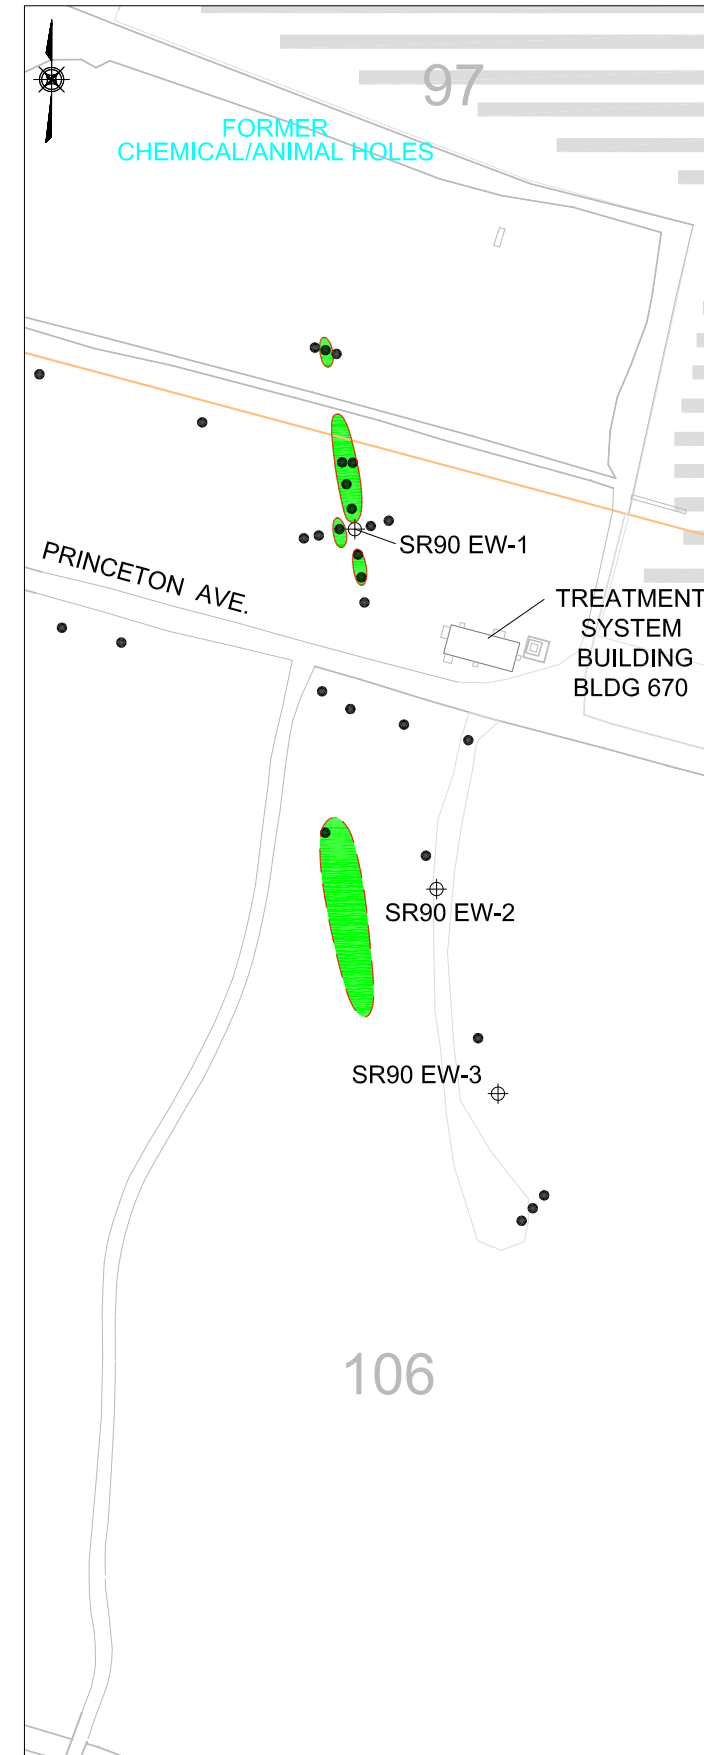 97
FORMER
CHEMICAL/ANIMAL HOLES
SR90 EW-1
PRINCETON AVE.
TREATMENT
SYSTEM
BUILDING
BLDG 670
SR90 EW-2
SR90 EW-3
106